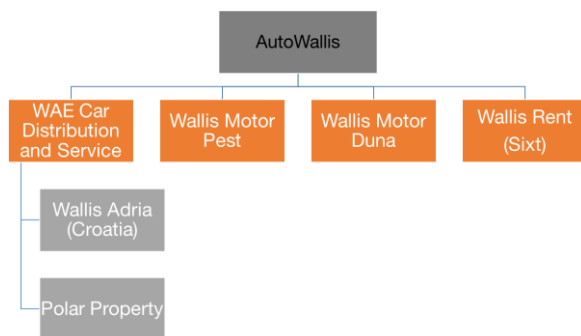 AutoWallis
WAE Car
Distribution
and Service
Wallis Motor
Pest
Wallis Motor
Duna
Wallis Rent
(Sixt)
Wallis Adria
(Croatia)
Polar Property